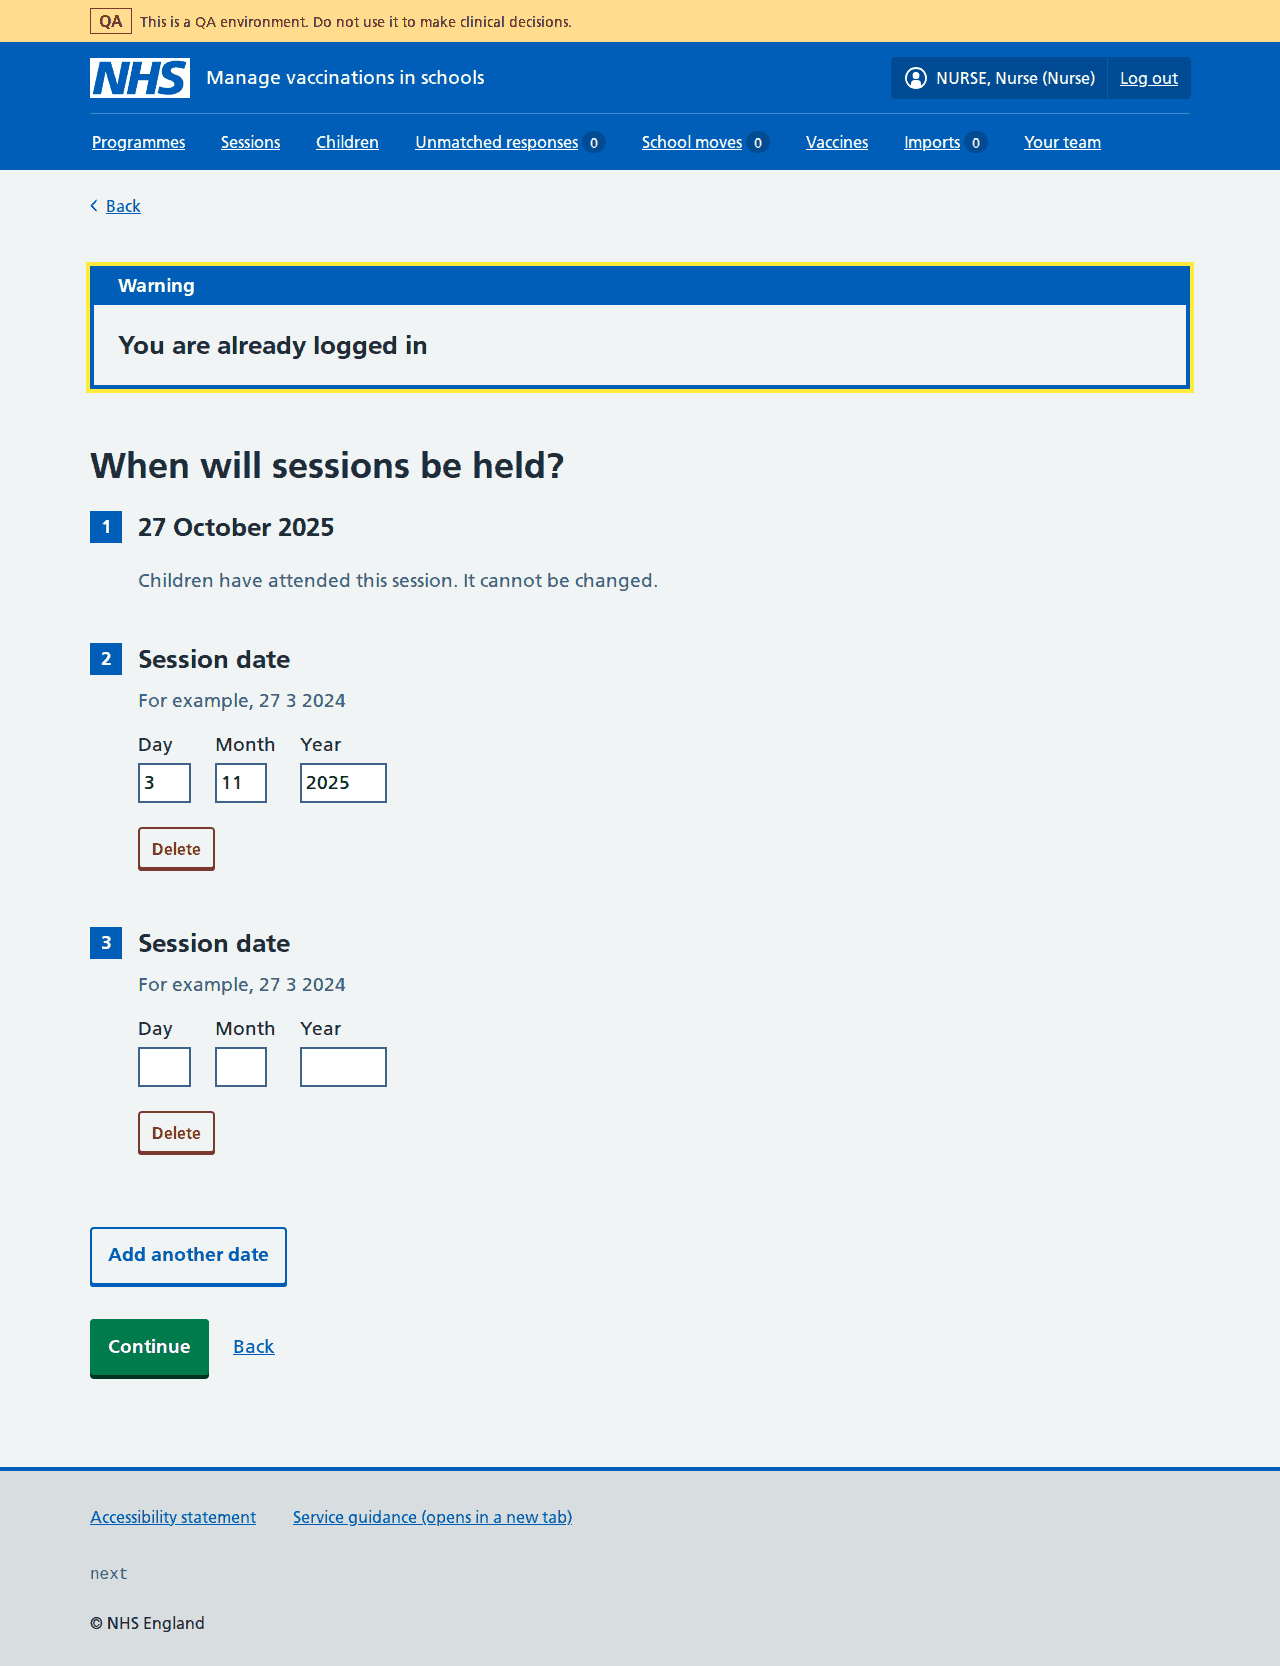 QA This is a QA environment. Do not use it to make clinical decisions.
NHS Manage vaccinations in schools NURSE, Nurse (Nurse) Log out
Programmes Sessions Children Unmatched responses 0 School moves 0 Vaccines Imports 0 Your team
Back
Warning
You are already logged in
When will sessions be held?
1 27 October 2025
Children have attended this session. It cannot be changed.
2 Session date
For example, 27 3 2024
Day Month Year
3 11 2025
Delete
3 Session date
For example, 27 3 2024
Day Month Year
Delete
Add another date
Continue Back
Accessibility statement Service guidance (opens in a new tab)
next
© NHS England